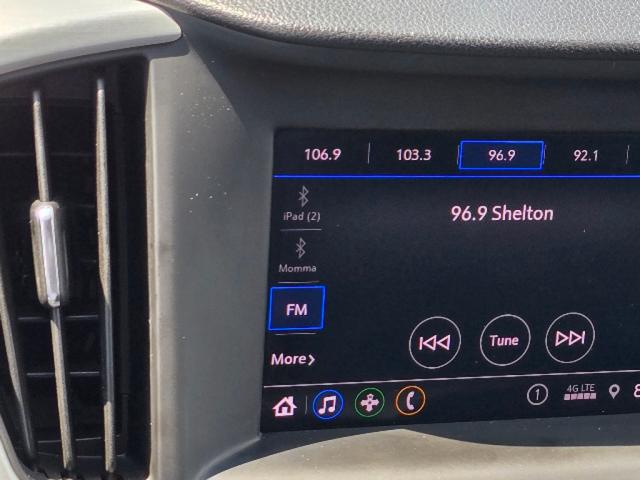 106.9 103.3 96.9 92.1
iPad (2)
96.9 Shelton
Momma
FM
Tune
More
1 4G LTE